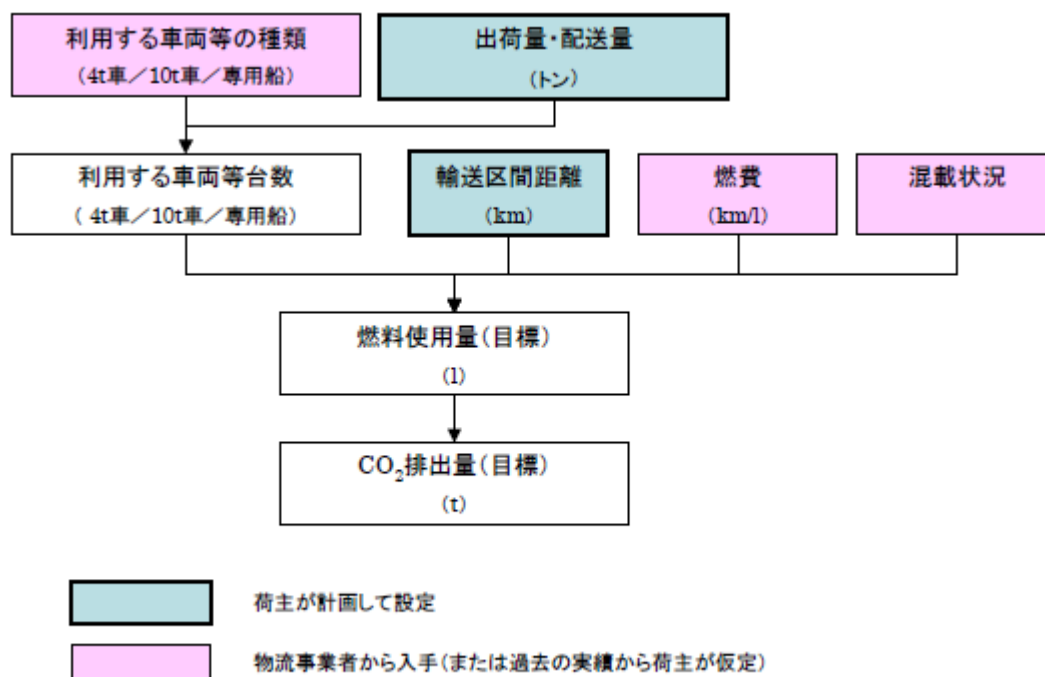 利用する車両等の種類
(4t車/10t車/専用船)
出荷量・配送量
(トン)
利用する車両等台数
( 4t車/10t車/専用船)
輸送区間距離
(km)
燃費
(km/l)
混載状況
燃料使用量(目標)
(l)
CO₂排出量(目標)
(t)
荷主が計画して設定
物流事業者から入手(または過去の実績から荷主が仮定)